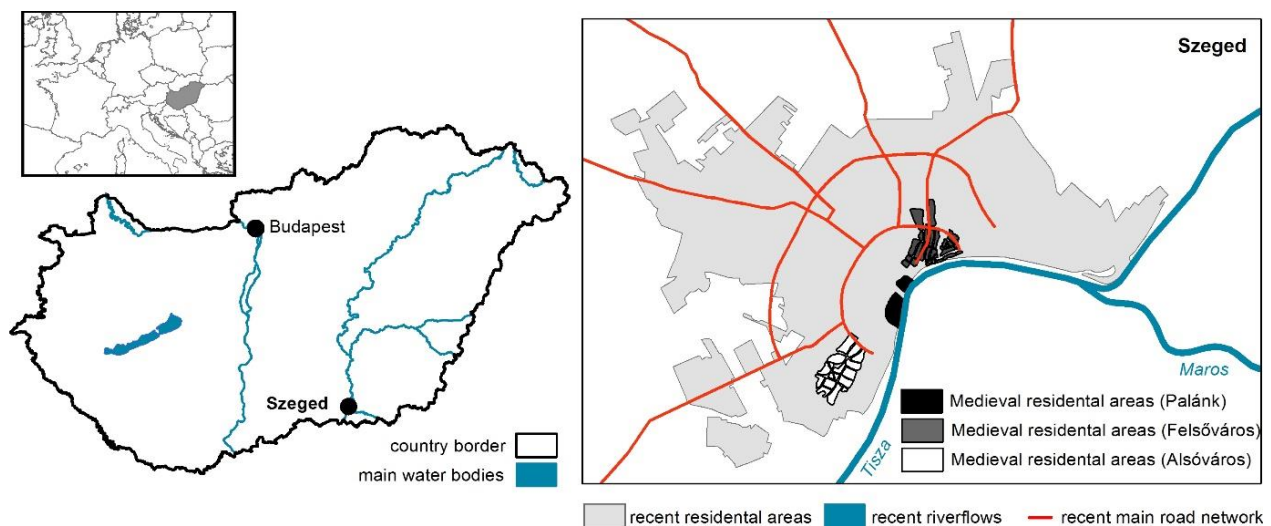 Budapest
Szeged
country border
main water bodies
Szeged
Maros
Tisza
Medieval residental areas (Palánk)
Medieval residental areas (Felsőváros)
Medieval residental areas (Alsóváros)
recent residental areas
recent riverflows
recent main road network